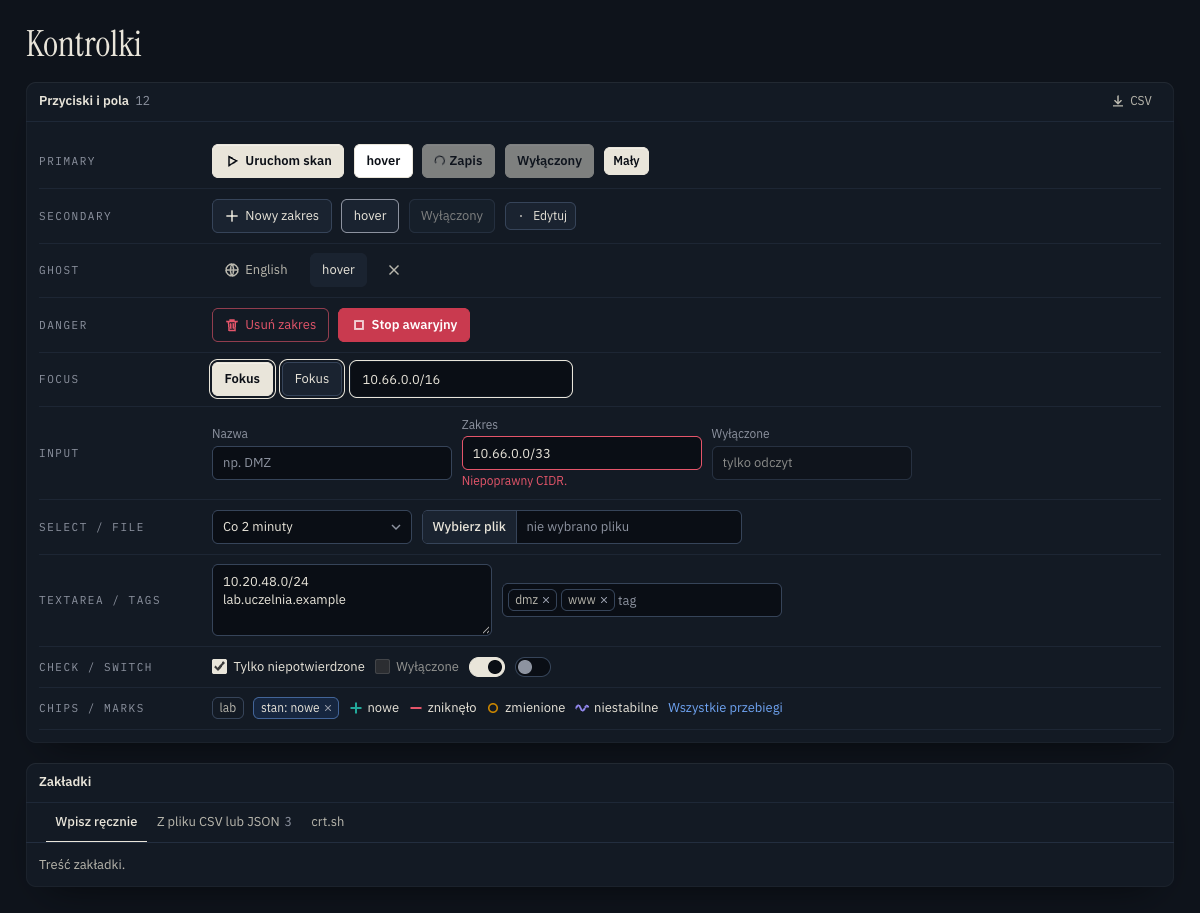 Kontrolki
Przyciski i pola 12
CSV
PRIMARY
Uruchom skan
hover
Zapis
Wyłączony
Mały
SECONDARY
Nowy zakres
hover
Wyłączony
Edytuj
GHOST
English
hover
DANGER
Usuń zakres
Stop awaryjny
FOCUS
Fokus
Fokus
10.66.0.0/16
INPUT
Nazwa
np. DMZ
Zakres
10.66.0.0/33
Niepoprawny CIDR.
Wyłączone
tylko odczyt
SELECT / FILE
Co 2 minuty
Wybierz plik
nie wybrano pliku
TEXTAREA / TAGS
10.20.48.0/24
lab.uczelnia.example
dmz ×
www ×
tag
CHECK / SWITCH
Tylko niepotwierdzone
Wyłączone
CHIPS / MARKS
lab
stan: nowe ×
nowe
zniknęło
zmienione
niestabilne
Wszystkie przebiegi
Zakładki
Wpisz ręcznie
Z pliku CSV lub JSON 3
crt.sh
Treść zakładki.